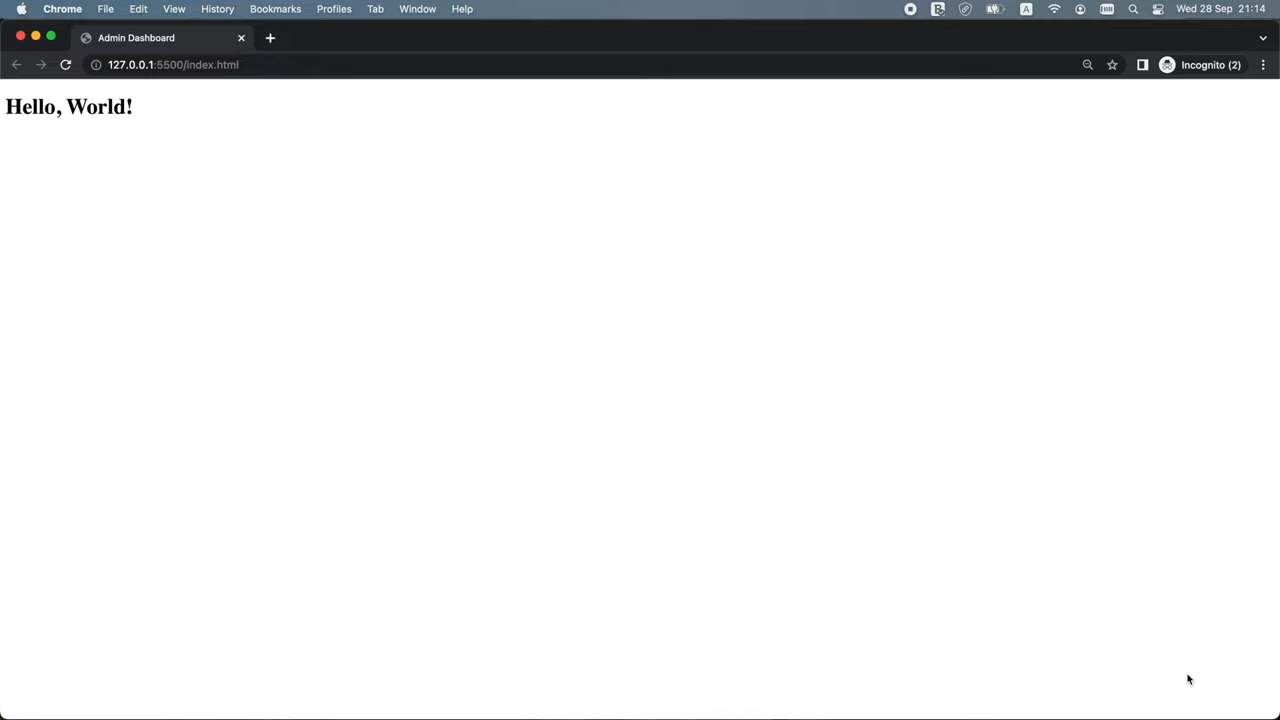 Chrome File Edit View History Bookmarks Profiles Tab Window Help A Wed 28 Sep 21:14
Admin Dashboard
127.0.0.1:5500/index.html Incognito (2)
Hello, World!